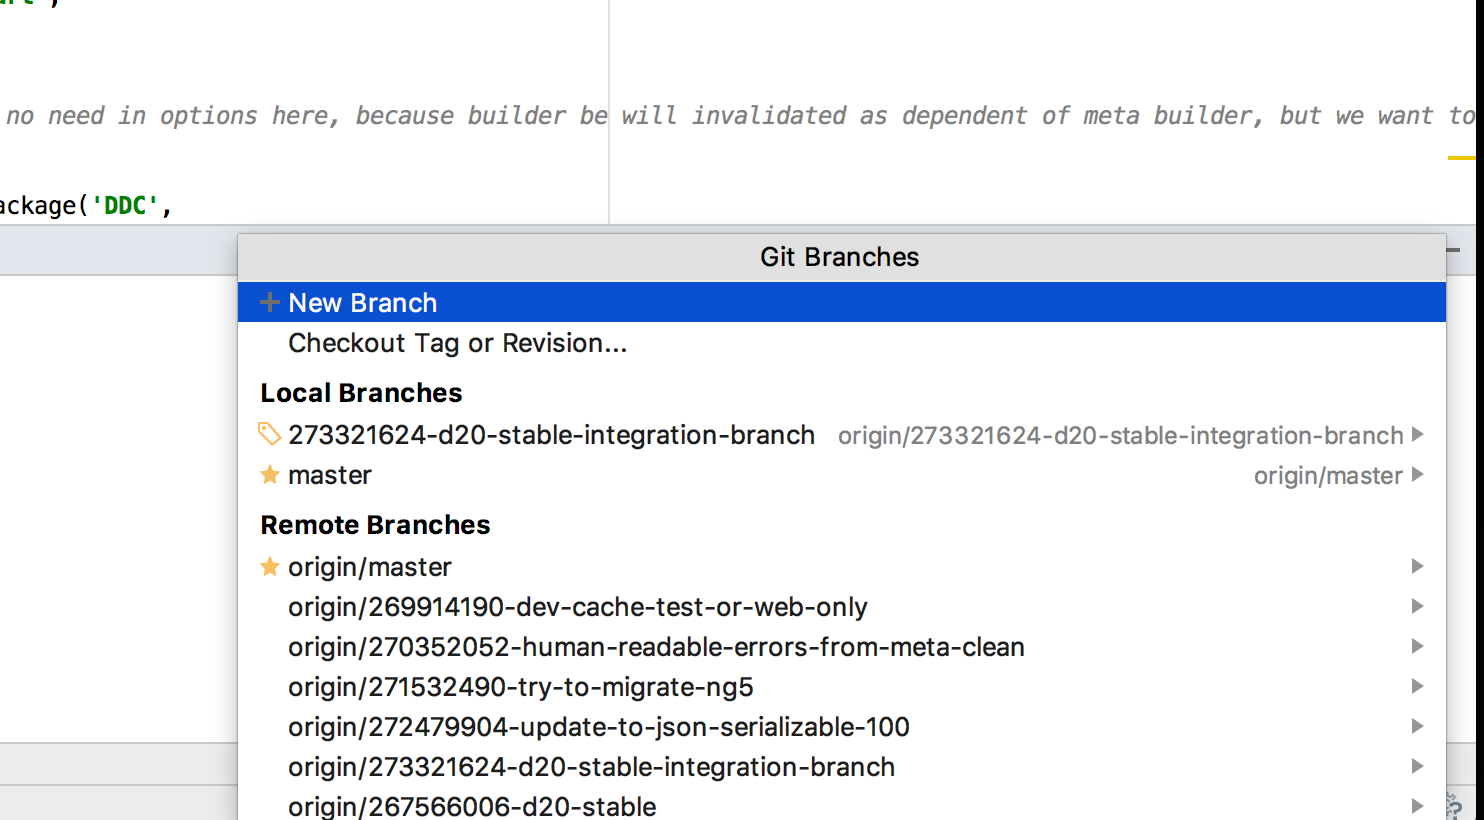 no need in options here, because builder be will invalidated as dependent of meta builder, but we want to
ackage('DDC',
Git Branches
New Branch
Checkout Tag or Revision...
Local Branches
273321624-d20-stable-integration-branch origin/273321624-d20-stable-integration-branch
master origin/master
Remote Branches
origin/master
origin/269914190-dev-cache-test-or-web-only
origin/270352052-human-readable-errors-from-meta-clean
origin/271532490-try-to-migrate-ng5
origin/272479904-update-to-json-serializable-100
origin/273321624-d20-stable-integration-branch
origin/267566006-d20-stable